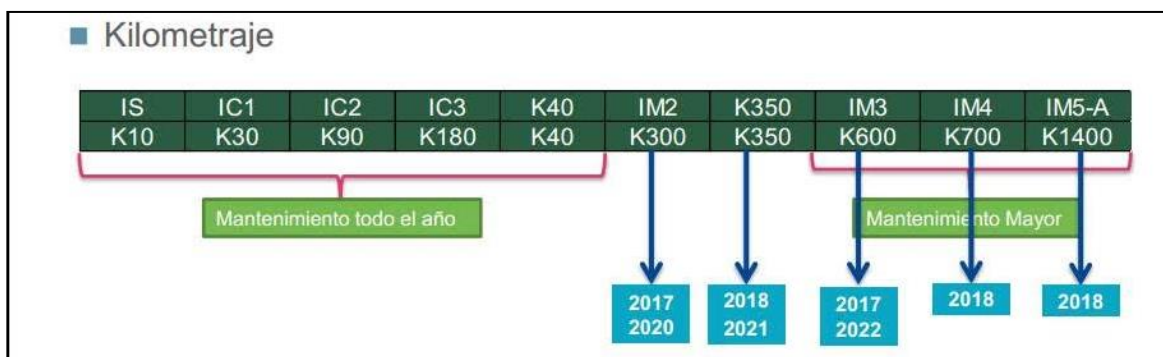 Kilometraje
IS IC1 IC2 IC3 K40 IM2 K350 IM3 IM4 IM5-A
K10 K30 K90 K180 K40 K300 K350 K600 K700 K1400
Mantenimiento todo el año
Mantenimiento Mayor
2017 2018 2017 2018 2018
2020 2021 2022